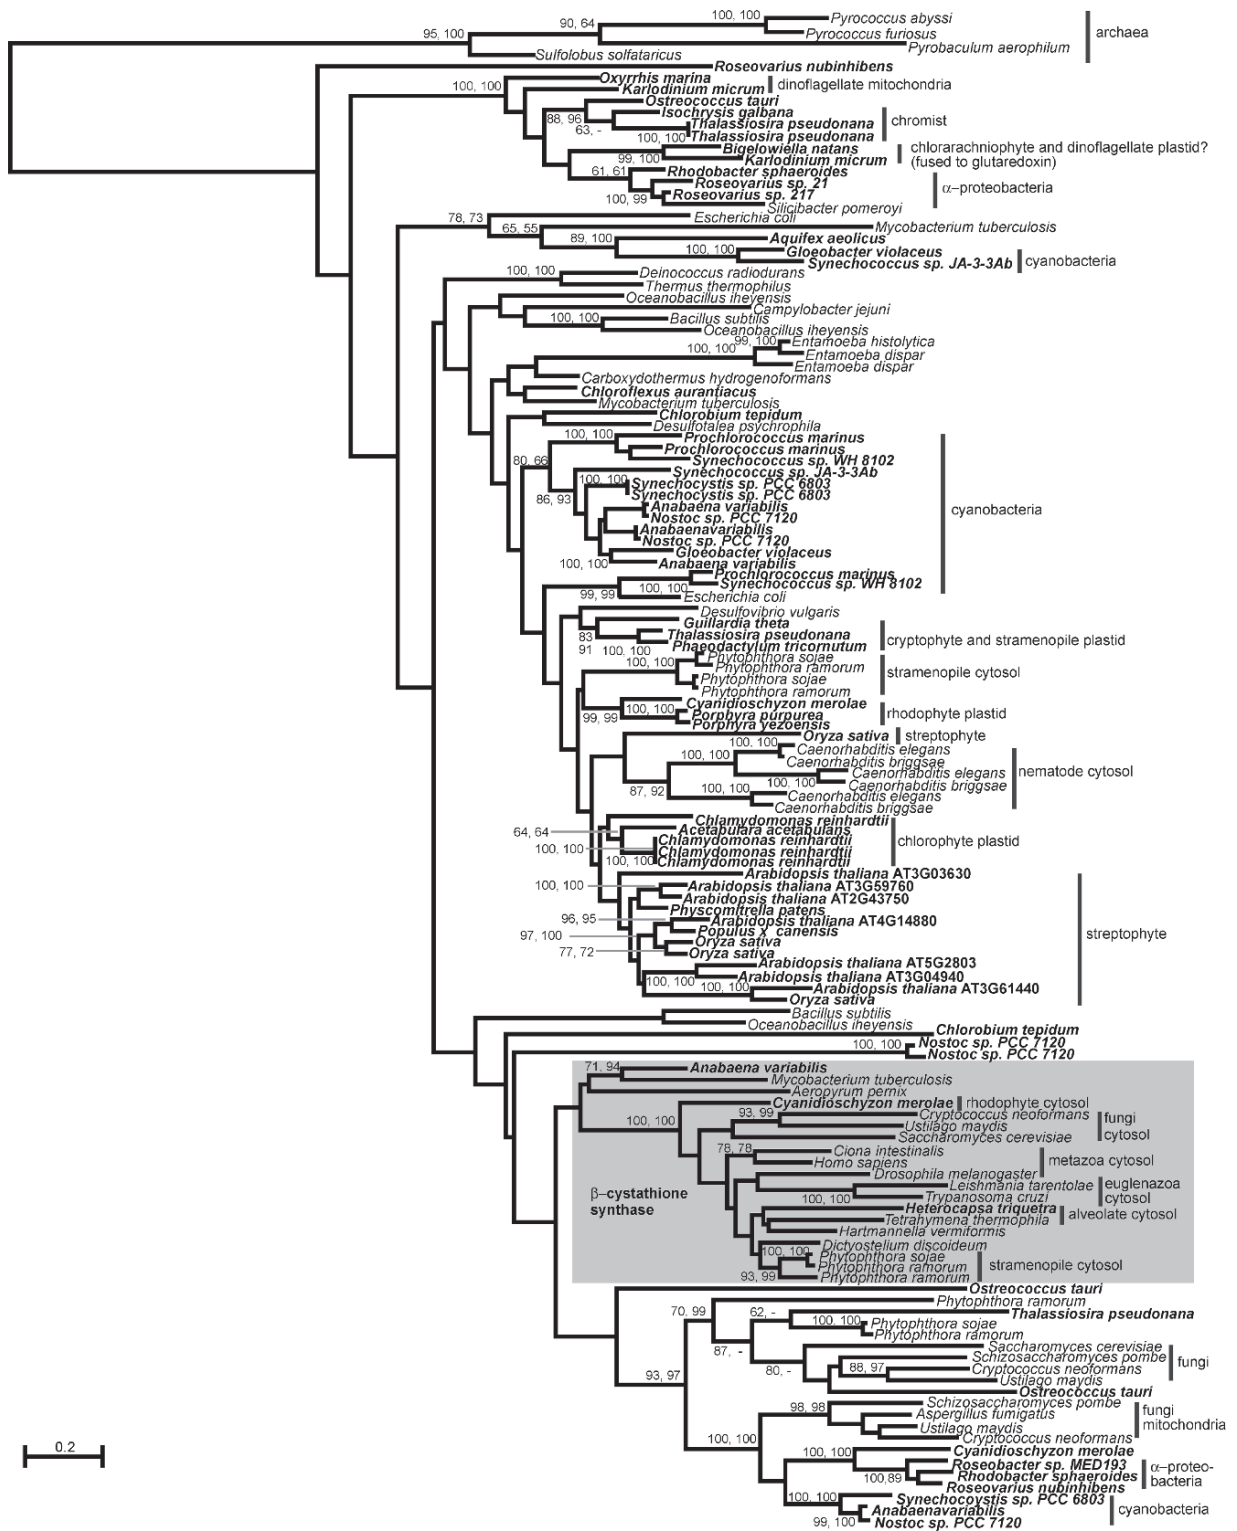 100, 100
Pyrococcus abyssi
90, 64
Pyrococcus furiosus
archaea
95, 100
Pyrobaculum aerophilum
Sulfolobus solfataricus
Roseovarius nubinhibens
Oxyrrhis marina
dinoflagellate mitochondria
100, 100
Karlodinium micrum
Ostreococcus tauri
Isochrysis galbana
88, 96
Thalassiosira pseudonana
chromist
63, -
100, 100
Thalassiosira pseudonana
Bigelowiella natans
chlorarachniophyte and dinoflagellate plastid?
99, 100
Karlodinium micrum
(fused to glutaredoxin)
61, 61
Rhodobacter sphaeroides
Roseovarius sp. 21
α–proteobacteria
100, 99
Roseovarius sp. 217
Silicibacter pomeroyi
78, 73
Escherichia coli
65, 55
Mycobacterium tuberculosis
89, 100
Aquifex aeolicus
100, 100
Gloeobacter violaceus
Synechococcus sp. JA-3-3Ab
cyanobacteria
100, 100
Deinococcus radiodurans
Thermus thermophilus
Oceanobacillus iheyensis
Campylobacter jejuni
100, 100
Bacillus subtilis
Oceanobacillus iheyensis
99, 100
Entamoeba histolytica
100, 100
Entamoeba dispar
Entamoeba dispar
Carboxydothermus hydrogenoformans
Chloroflexus aurantiacus
Mycobacterium tuberculosis
Chlorobium tepidum
Desulfotalea psychrophila
100, 100
Prochlorococcus marinus
Prochlorococcus marinus
80, 66
Synechococcus sp. WH 8102
Synechococcus sp. JA-3-3Ab
100, 100
Synechocystis sp. PCC 6803
86, 93
Synechocystis sp. PCC 6803
Anabaena variabilis
cyanobacteria
Nostoc sp. PCC 7120
Anabaenavariabilis
Nostoc sp. PCC 7120
Gloeobacter violaceus
100, 100
Anabaena variabilis
Prochlorococcus marinus
100, 100
Synechococcus sp. WH 8102
99, 99
Escherichia coli
Desulfovibrio vulgaris
Guillardia theta
83
91
Thalassiosira pseudonana
cryptophyte and stramenopile plastid
100, 100
Phaeodactylum tricornutum
100, 100
Phytophthora sojae
Phytophthora ramorum
stramenopile cytosol
Phytophthora sojae
Phytophthora ramorum
Cyanidioschyzon merolae
100, 100
Porphyra purpurea
rhodophyte plastid
99, 99
Porphyra yezoensis
Oryza sativa
streptophyte
100, 100
Caenorhabditis elegans
100, 100
Caenorhabditis briggsae
Caenorhabditis elegans
nematode cytosol
100, 100
Caenorhabditis briggsae
87, 92
100, 100
Caenorhabditis elegans
Caenorhabditis briggsae
Chlamydomonas reinhardtii
64, 64
Acetabulara acetabulans
Chlamydomonas reinhardtii
chlorophyte plastid
100, 100
Chlamydomonas reinhardtii
100, 100
Chlamydomonas reinhardtii
Arabidopsis thaliana AT3G03630
100, 100
Arabidopsis thaliana AT3G59760
Arabidopsis thaliana AT2G43750
Physcomitrella patens
96, 95
Arabidopsis thaliana AT4G14880
Populus x canensis
97, 100
streptophyte
Oryza sativa
77, 72
Oryza sativa
Arabidopsis thaliana AT5G2803
100, 100
Arabidopsis thaliana AT3G04940
100, 100
Arabidopsis thaliana AT3G61440
Oryza sativa
Bacillus subtilis
Oceanobacillus iheyensis
Chlorobium tepidum
100, 100
Nostoc sp. PCC 7120
Nostoc sp. PCC 7120
71, 94
Anabaena variabilis
Mycobacterium tuberculosis
Aeropyrum pernix
Cyanidioschyzon merolae
rhodophyte cytosol
100, 100
93, 99
Cryptococcus neoformans
fungi
cytosol
Ustilago maydis
Saccharomyces cerevisiae
78, 78
Ciona intestinalis
metazoa cytosol
Homo sapiens
Drosophila melanogaster
Leishmania tarentolae
euglenazoa
cytosol
100, 100
Trypanosoma cruzi
β–cystathione
synthase
Heterocapsa triquetra
alveolate cytosol
Tetrahymena thermophila
Hartmannella vermiformis
Dictyostelium discoideum
100, 100
Phytophthora sojae
Phytophthora ramorum
stramenopile cytosol
93, 99
Phytophthora ramorum
Ostreococcus tauri
Phytophthora ramorum
70, 99
62, -
Thalassiosira pseudonana
100, 100
Phytophthora sojae
Phytophthora ramorum
87, -
Saccharomyces cerevisiae
Schizosaccharomyces pombe
fungi
80, -
88, 97
Cryptococcus neoformans
Ustilago maydis
93, 97
Ostreococcus tauri
98, 98
Schizosaccharomyces pombe
fungi
mitochondria
Aspergillus fumigatus
Ustilago maydis
100, 100
Cryptococcus neoformans
0.2
100, 100
Cyanidioschyzon merolae
Roseobacter sp. MED193
α–proteo-
bacteria
100,89
Rhodobacter sphaeroides
Roseovarius nubinhibens
100, 100
Synechocoystis sp. PCC 6803
Anabaenavariabilis
cyanobacteria
99, 100
Nostoc sp. PCC 7120